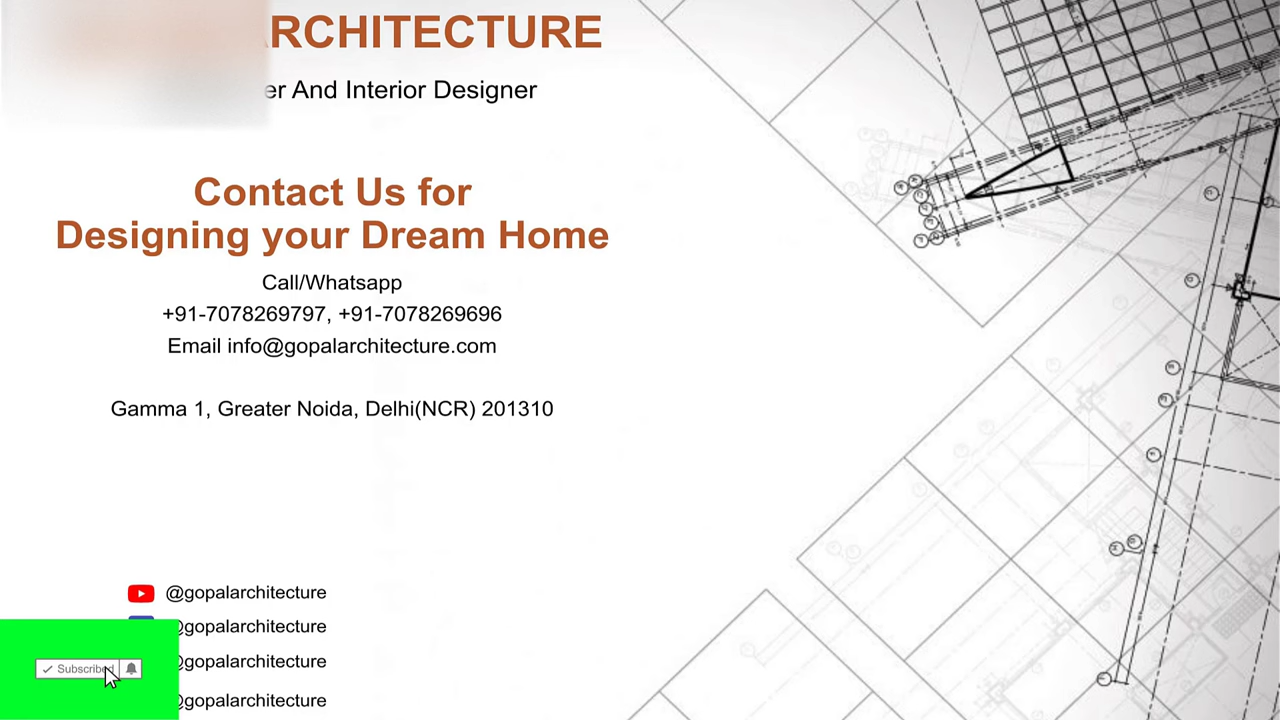 RCHITECTURE
er And Interior Designer
Contact Us for
Designing your Dream Home
Call/Whatsapp
+91-7078269797, +91-7078269696
Email info@gopalarchitecture.com
Gamma 1, Greater Noida, Delhi(NCR) 201310
@gopalarchitecture
@gopalarchitecture
@gopalarchitecture
@gopalarchitecture
Subscribed